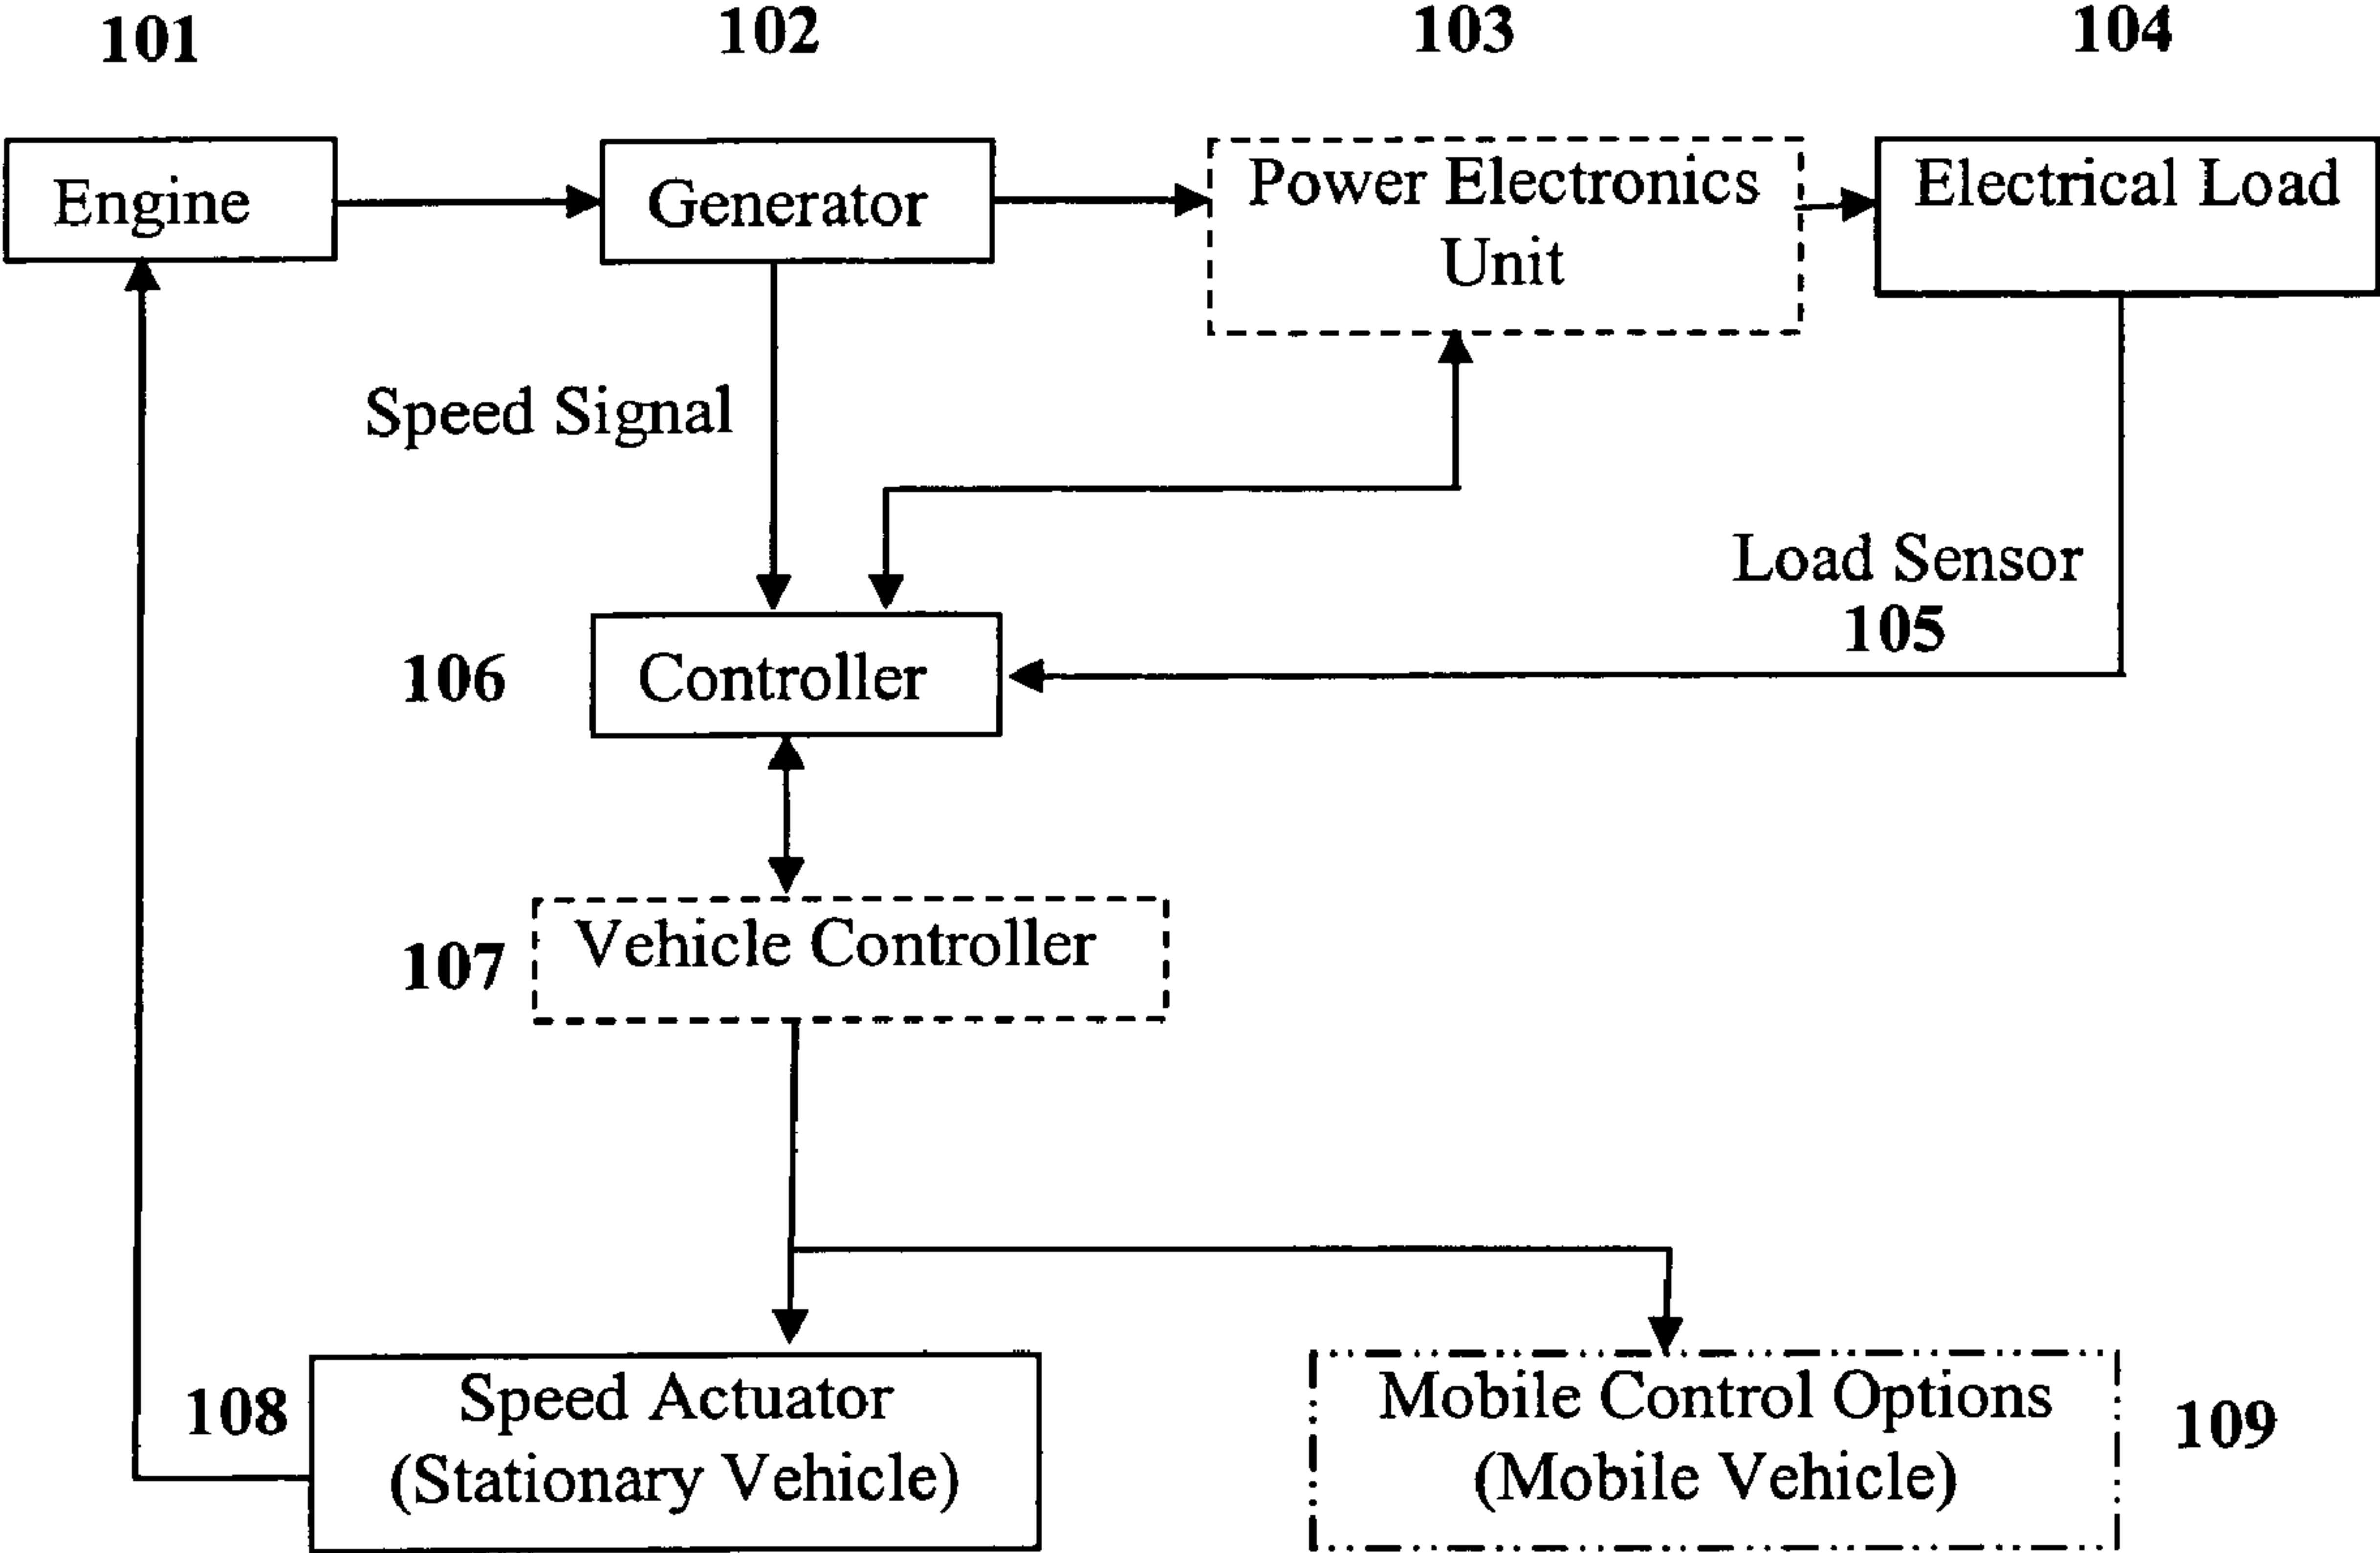 101
102
103
104
Engine
Generator
Power Electronics
Unit
Electrical Load
Speed Signal
Load Sensor
105
106
Controller
107
Vehicle Controller
108
Speed Actuator
(Stationary Vehicle)
Mobile Control Options
(Mobile Vehicle)
109